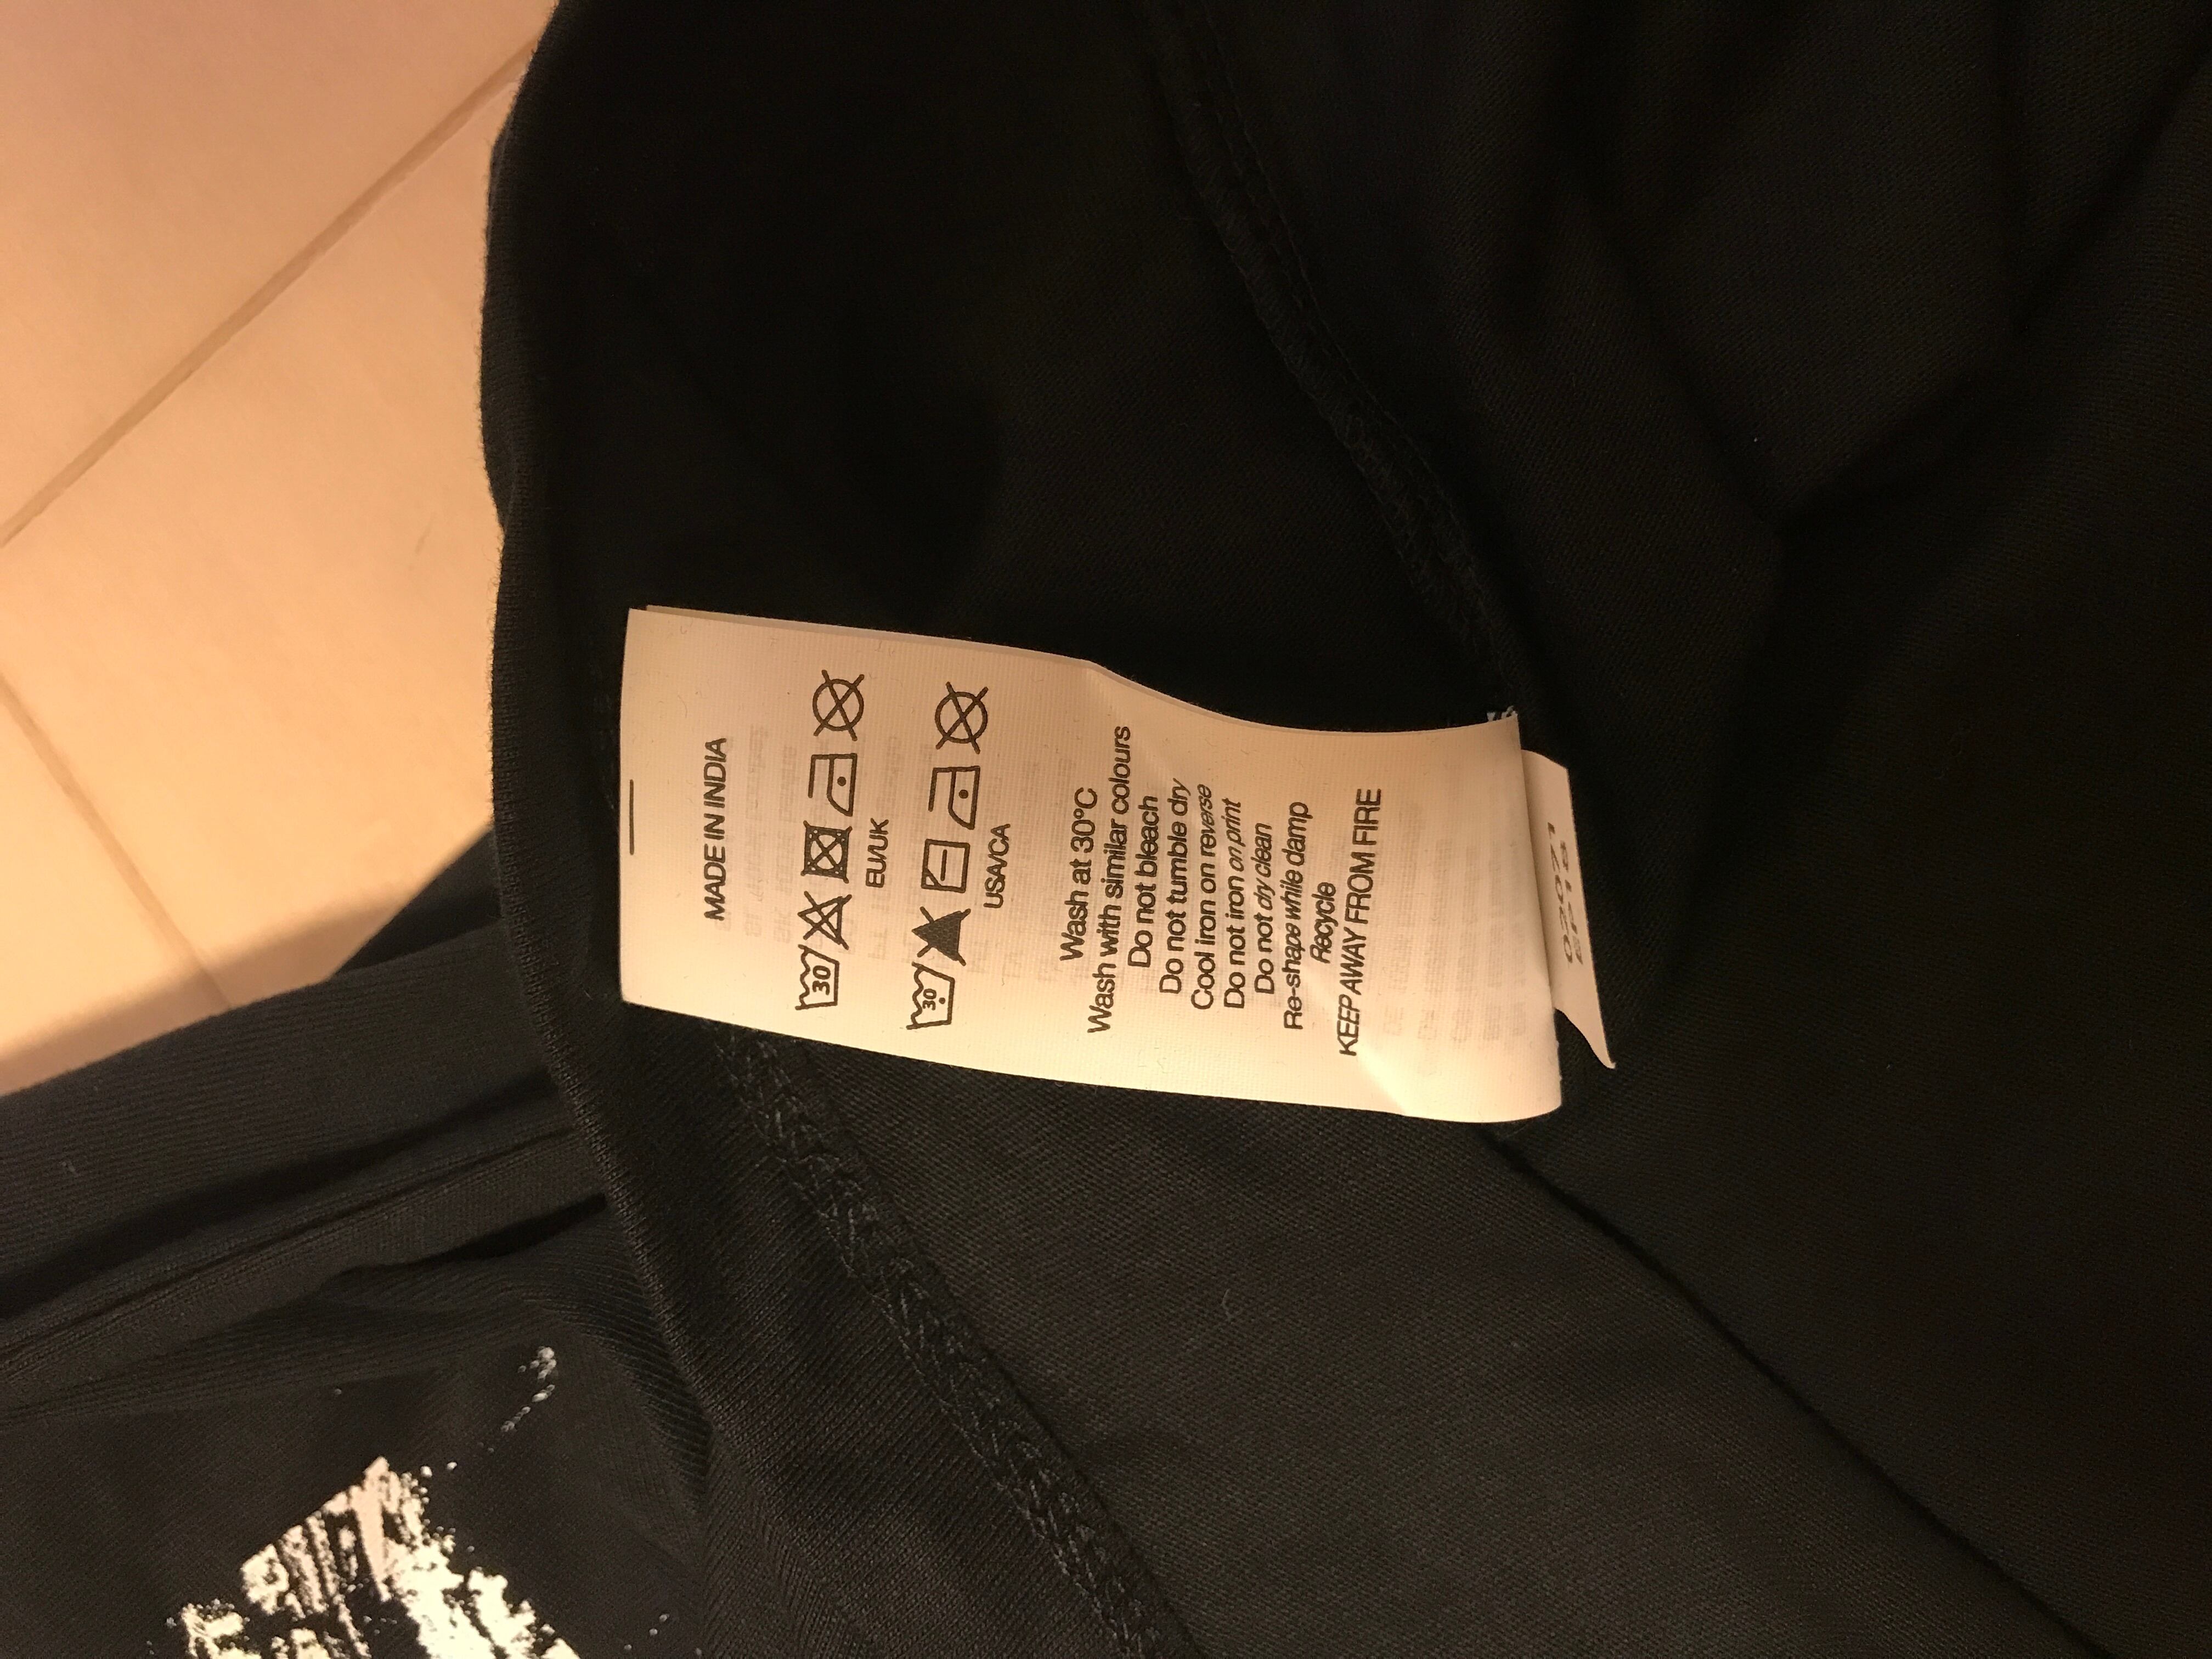 MADE IN INDIA
30
EU/UK
30
USA/CA
Wash at 30°C
Wash with similar colours
Do not bleach
Do not tumble dry
Cool iron on reverse
Do not iron on print
Do not dry clean
Re-shape while damp
Recycle
KEEP AWAY FROM FIRE